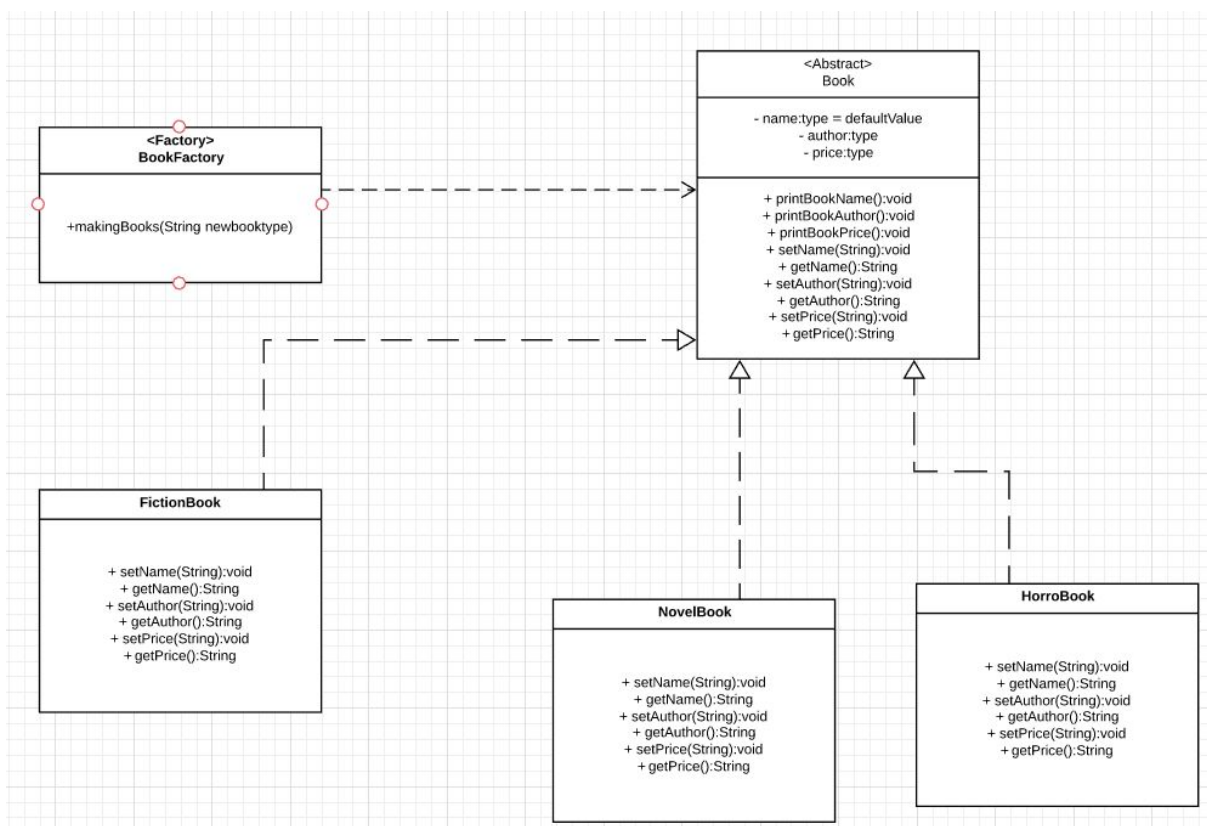 <Abstract>
Book
- name:type = defaultValue
- author:type
- price:type
+ printBookName():void
+ printBookAuthor():void
+ printBookPrice():void
+ setName(String):void
+ getName():String
+ setAuthor(String):void
+ getAuthor():String
+ setPrice(String):void
+ getPrice():String
<Factory>
BookFactory
+makingBooks(String newbooktype)
FictionBook
+ setName(String):void
+ getName():String
+ setAuthor(String):void
+ getAuthor():String
+ setPrice(String):void
+ getPrice():String
NovelBook
+ setName(String):void
+ getName():String
+ setAuthor(String):void
+ getAuthor():String
+ setPrice(String):void
+ getPrice():String
HorroBook
+ setName(String):void
+ getName():String
+ setAuthor(String):void
+ getAuthor():String
+ setPrice(String):void
+ getPrice():String